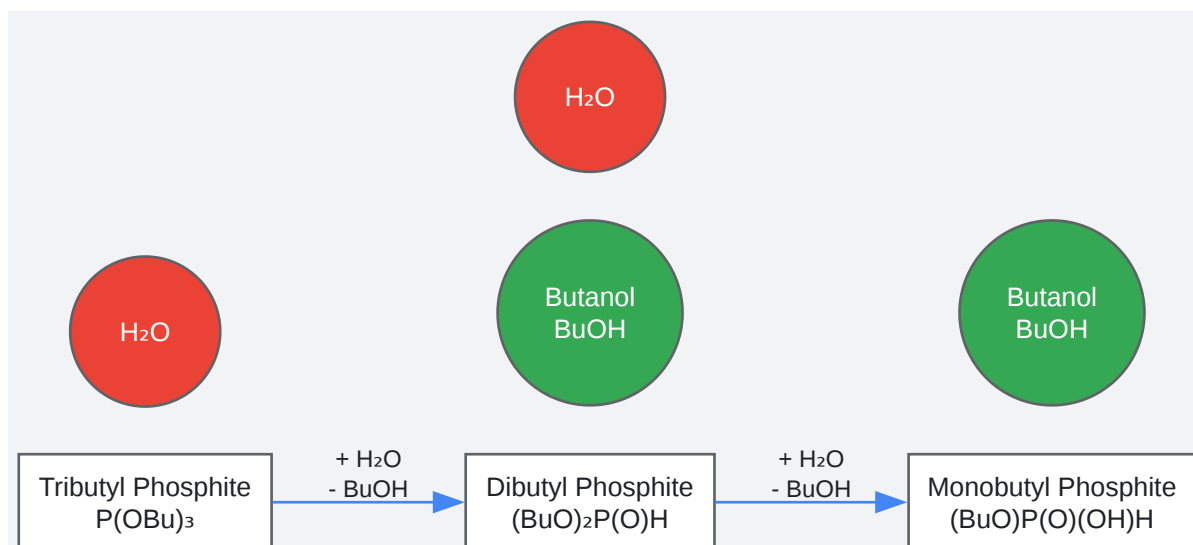 H₂O
H₂O
Butanol
BuOH
Butanol
BuOH
Tributyl Phosphite
P(OBu)₃
+ H₂O
- BuOH
Dibutyl Phosphite
(BuO)₂P(O)H
+ H₂O
- BuOH
Monobutyl Phosphite
(BuO)P(O)(OH)H